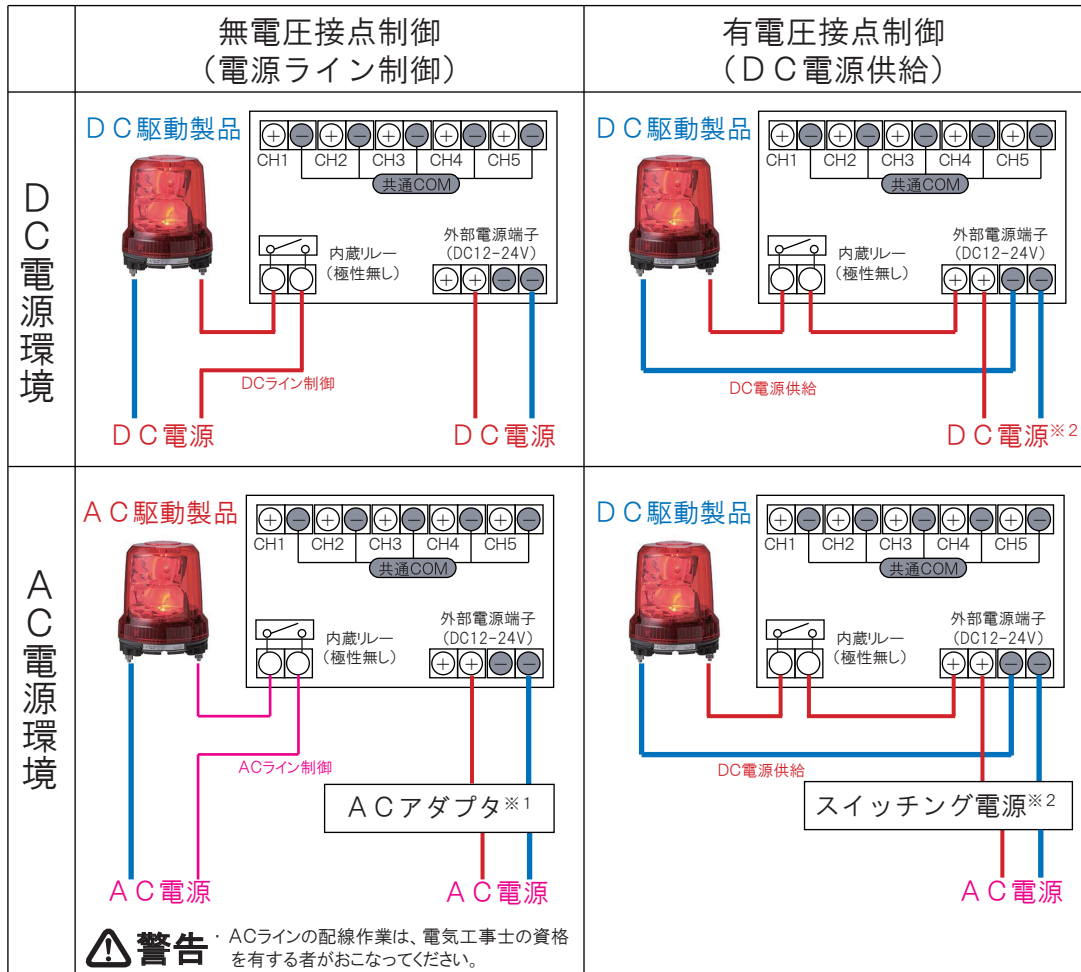 無電圧接点制御
(電源ライン制御)
有電圧接点制御
(DC電源供給)
DC電源環境
DC駆動製品
+ − + − + − + − + −
CH1 CH2 CH3 CH4 CH5
共通COM
内蔵リレー
(極性無し)
外部電源端子
(DC12-24V)
+ + − −
DCライン制御
DC電源
DC電源
DC駆動製品
+ − + − + − + − + −
CH1 CH2 CH3 CH4 CH5
共通COM
内蔵リレー
(極性無し)
外部電源端子
(DC12-24V)
+ + − −
DC電源供給
DC電源※2
AC電源環境
AC駆動製品
+ − + − + − + − + −
CH1 CH2 CH3 CH4 CH5
共通COM
内蔵リレー
(極性無し)
外部電源端子
(DC12-24V)
+ + − −
ACライン制御
ACアダプタ※1
AC電源
AC電源
警告 ・ACラインの配線作業は、電気工事士の資格
を有する者がおこなってください。
DC駆動製品
+ − + − + − + − + −
CH1 CH2 CH3 CH4 CH5
共通COM
内蔵リレー
(極性無し)
外部電源端子
(DC12-24V)
+ + − −
DC電源供給
スイッチング電源※2
AC電源